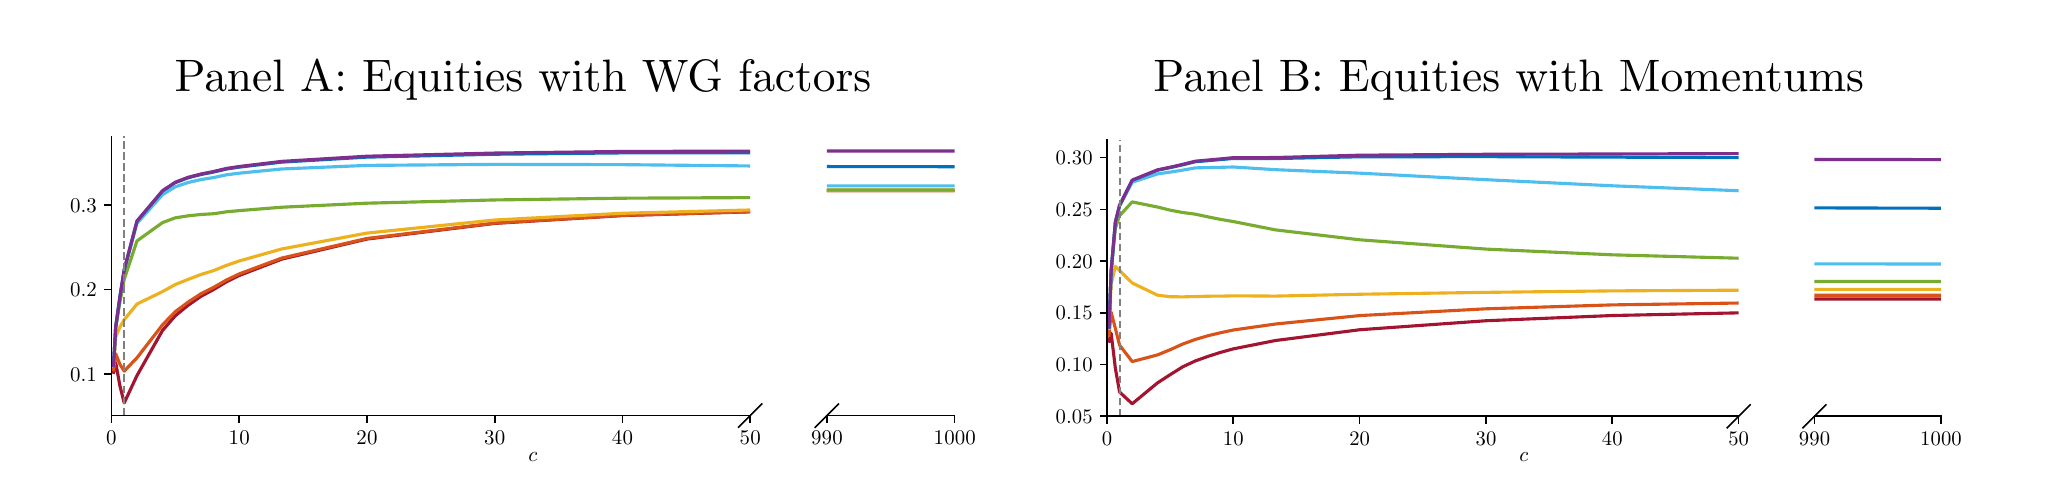 Panel A: Equities with WG factors
0.3
0.2
0.1
0 10 20 30 40 50 990 1000
c
Panel B: Equities with Momentums
0.30
0.25
0.20
0.15
0.10
0.05
0 10 20 30 40 50 990 1000
c